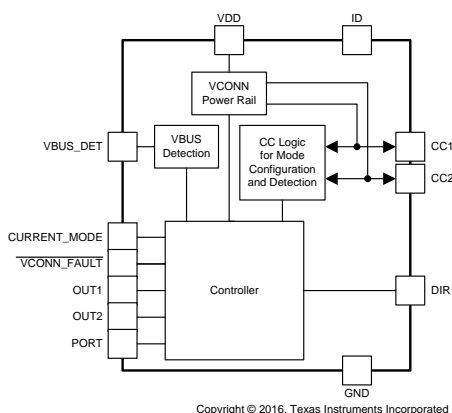 VDD
ID
VCONN
Power Rail
VBUS_DET
VBUS
Detection
CC Logic
for Mode
Configuration
and Detection
CC1
CC2
CURRENT_MODE
VCONN_FAULT
OUT1
OUT2
PORT
Controller
DIR
GND
Copyright © 2016, Texas Instruments Incorporated